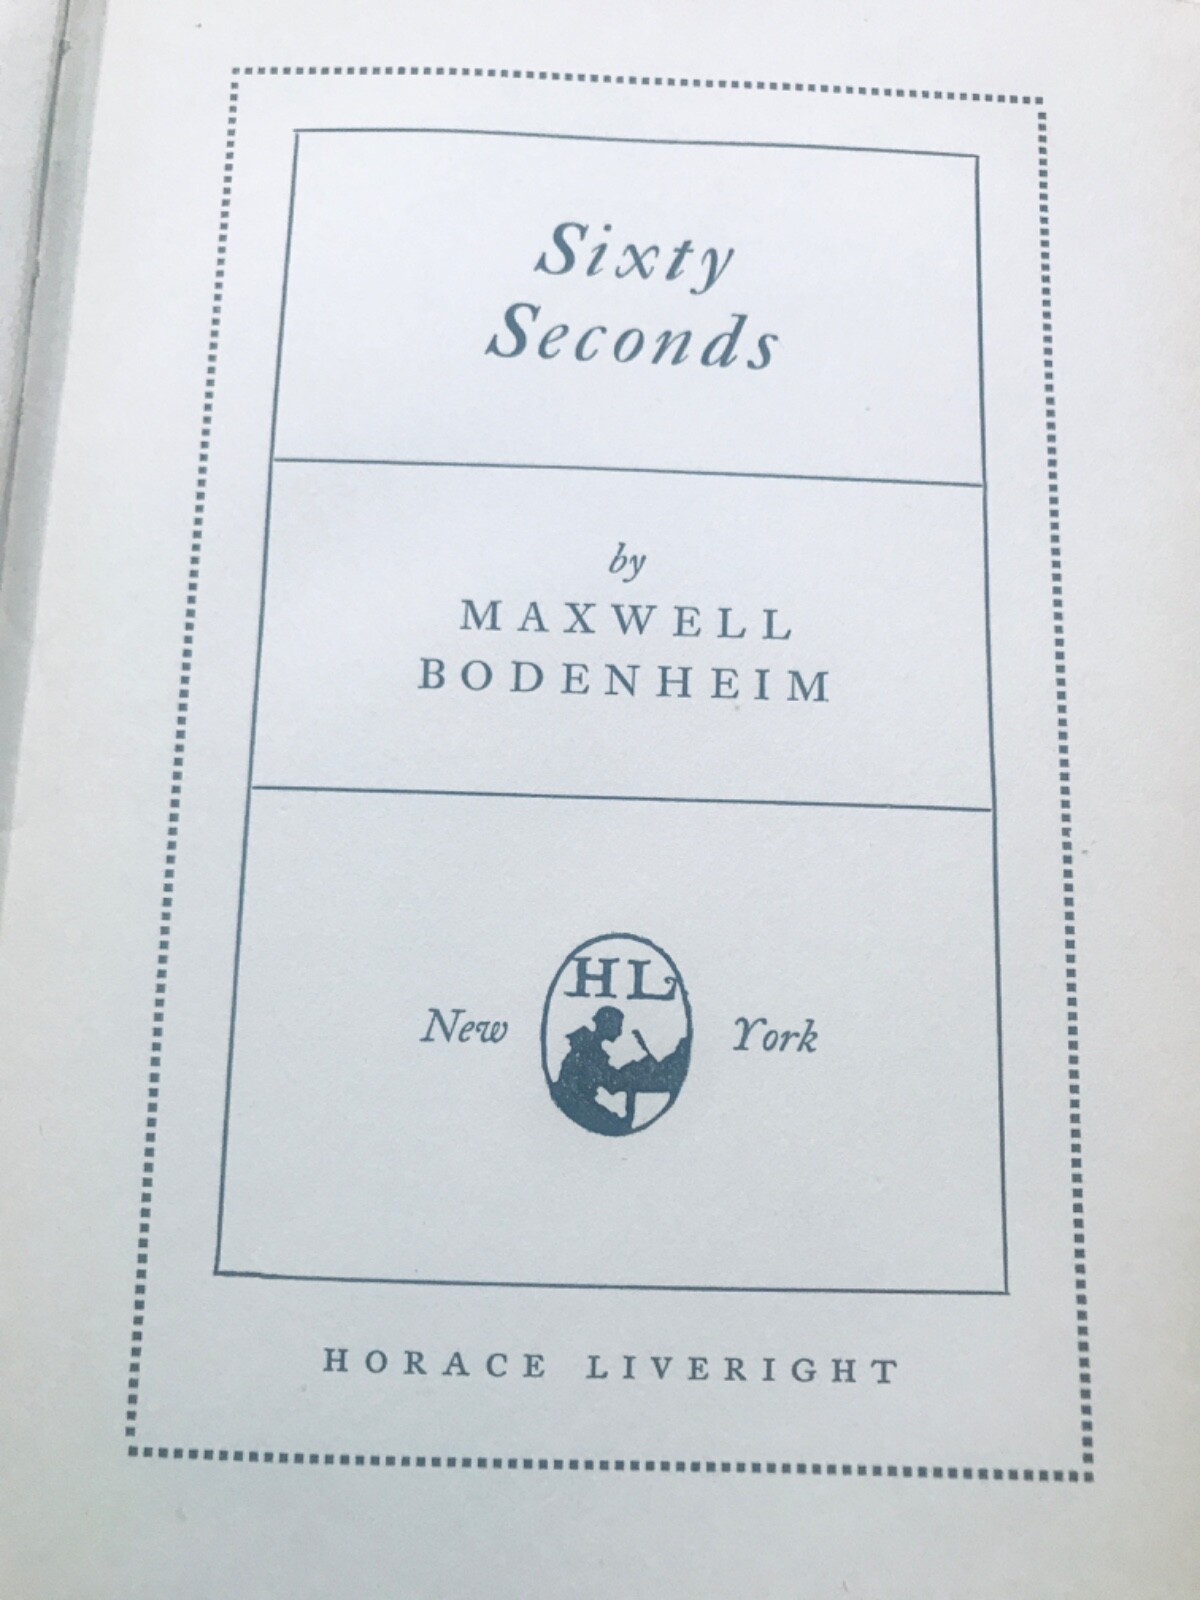 Sixty
Seconds
by
MAXWELL
BODENHEIM
HL
New York
HORACE LIVERIGHT